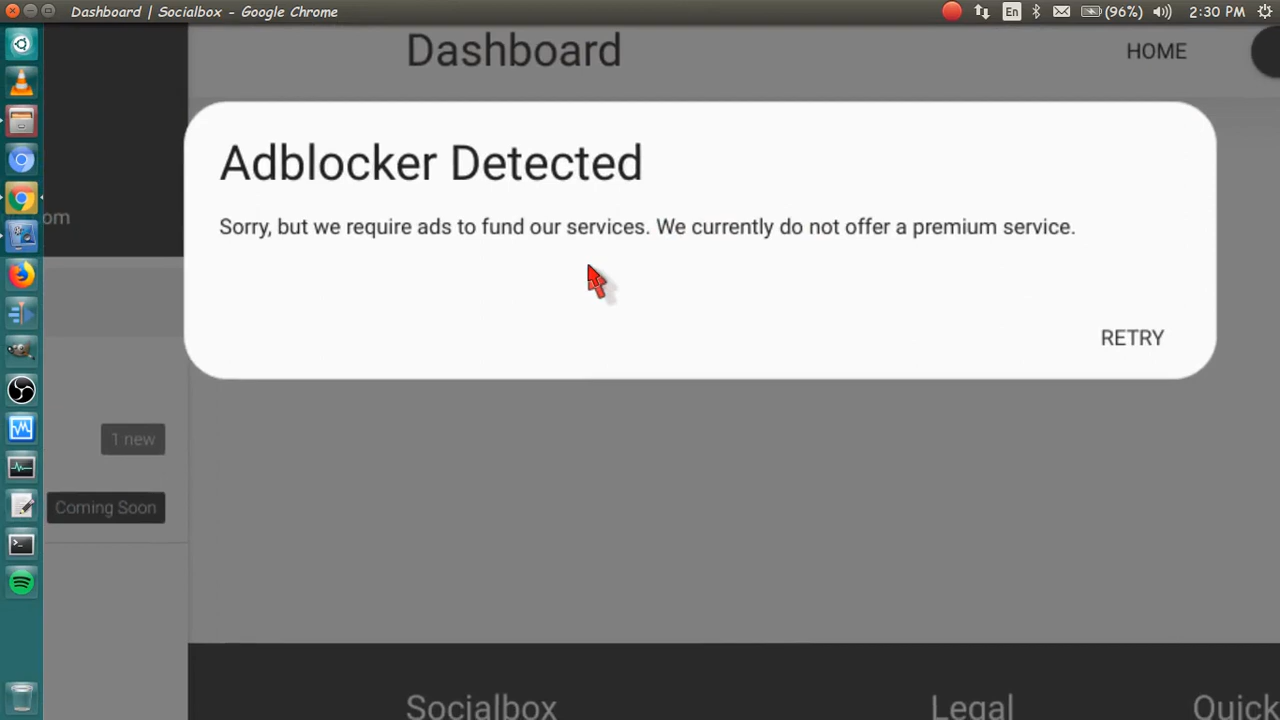 Dashboard | Socialbox - Google Chrome
En
(96%)
2:30 PM
Dashboard
HOME
Adblocker Detected
Sorry, but we require ads to fund our services. We currently do not offer a premium service.
om
RETRY
1 new
Coming Soon
Socialbox
Legal
Quick